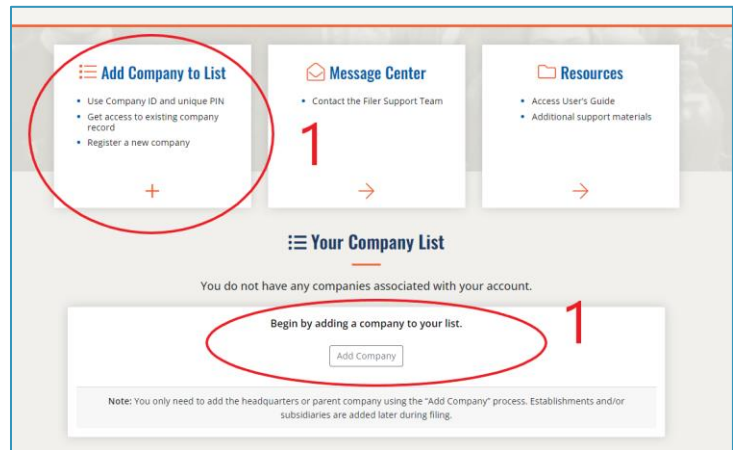 Add Company to List
• Use Company ID and unique PIN
• Get access to existing company
record
• Register a new company
+
Message Center
• Contact the Filer Support Team
1
→
Resources
• Access User's Guide
• Additional support materials
→
Your Company List
You do not have any companies associated with your account.
Begin by adding a company to your list.
1
Add Company
Note: You only need to add the headquarters or parent company using the "Add Company" process. Establishments and/or
subsidiaries are added later during filing.